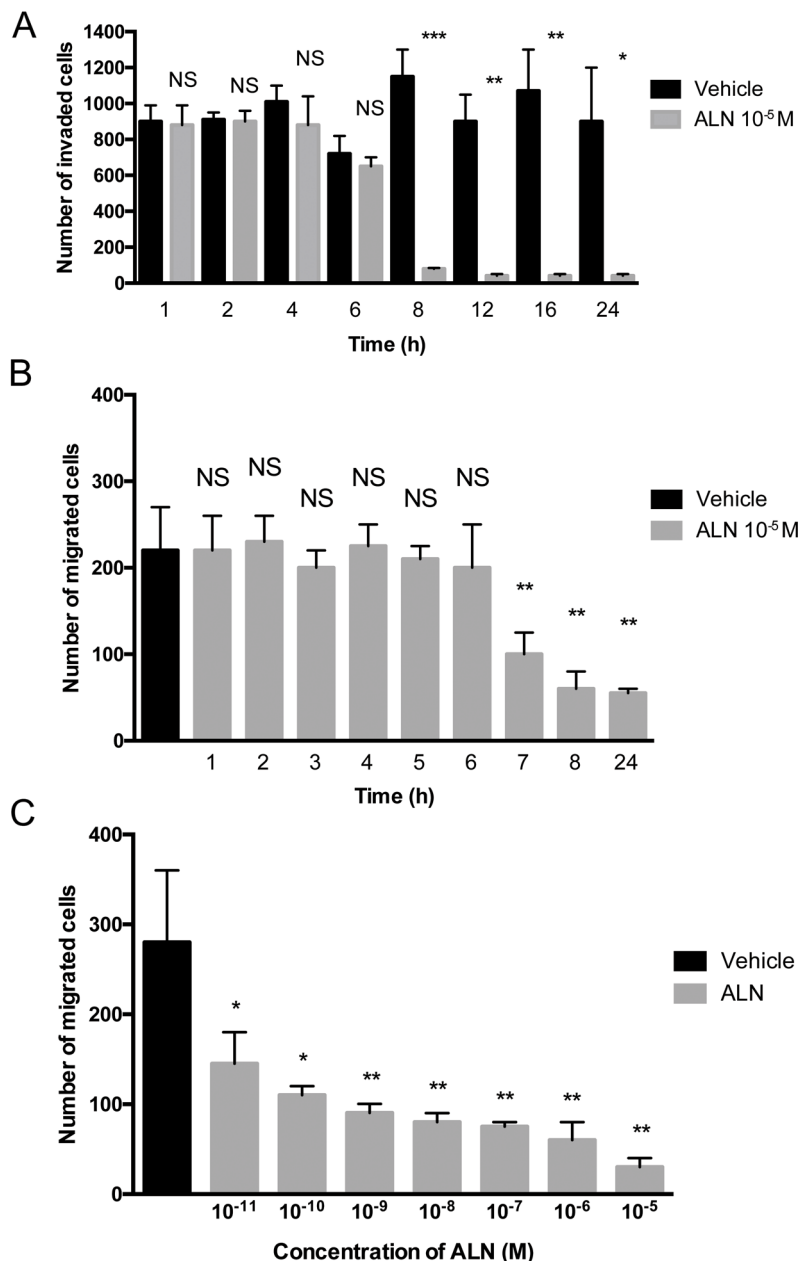 A
Number of invaded cells
1400
1200
1000
800
600
400
200
0
NS
NS
NS
NS
***
**
**
*
Vehicle
ALN 10⁻⁵ M
1 2 4 6 8 12 16 24
Time (h)
B
Number of migrated cells
400
300
200
100
0
NS
NS
NS
NS
NS
NS
**
**
**
Vehicle
ALN 10⁻⁵ M
1 2 3 4 5 6 7 8 24
Time (h)
C
Number of migrated cells
400
300
200
100
0
*
*
**
**
**
**
**
Vehicle
ALN
10⁻¹¹ 10⁻¹⁰ 10⁻⁹ 10⁻⁸ 10⁻⁷ 10⁻⁶ 10⁻⁵
Concentration of ALN (M)